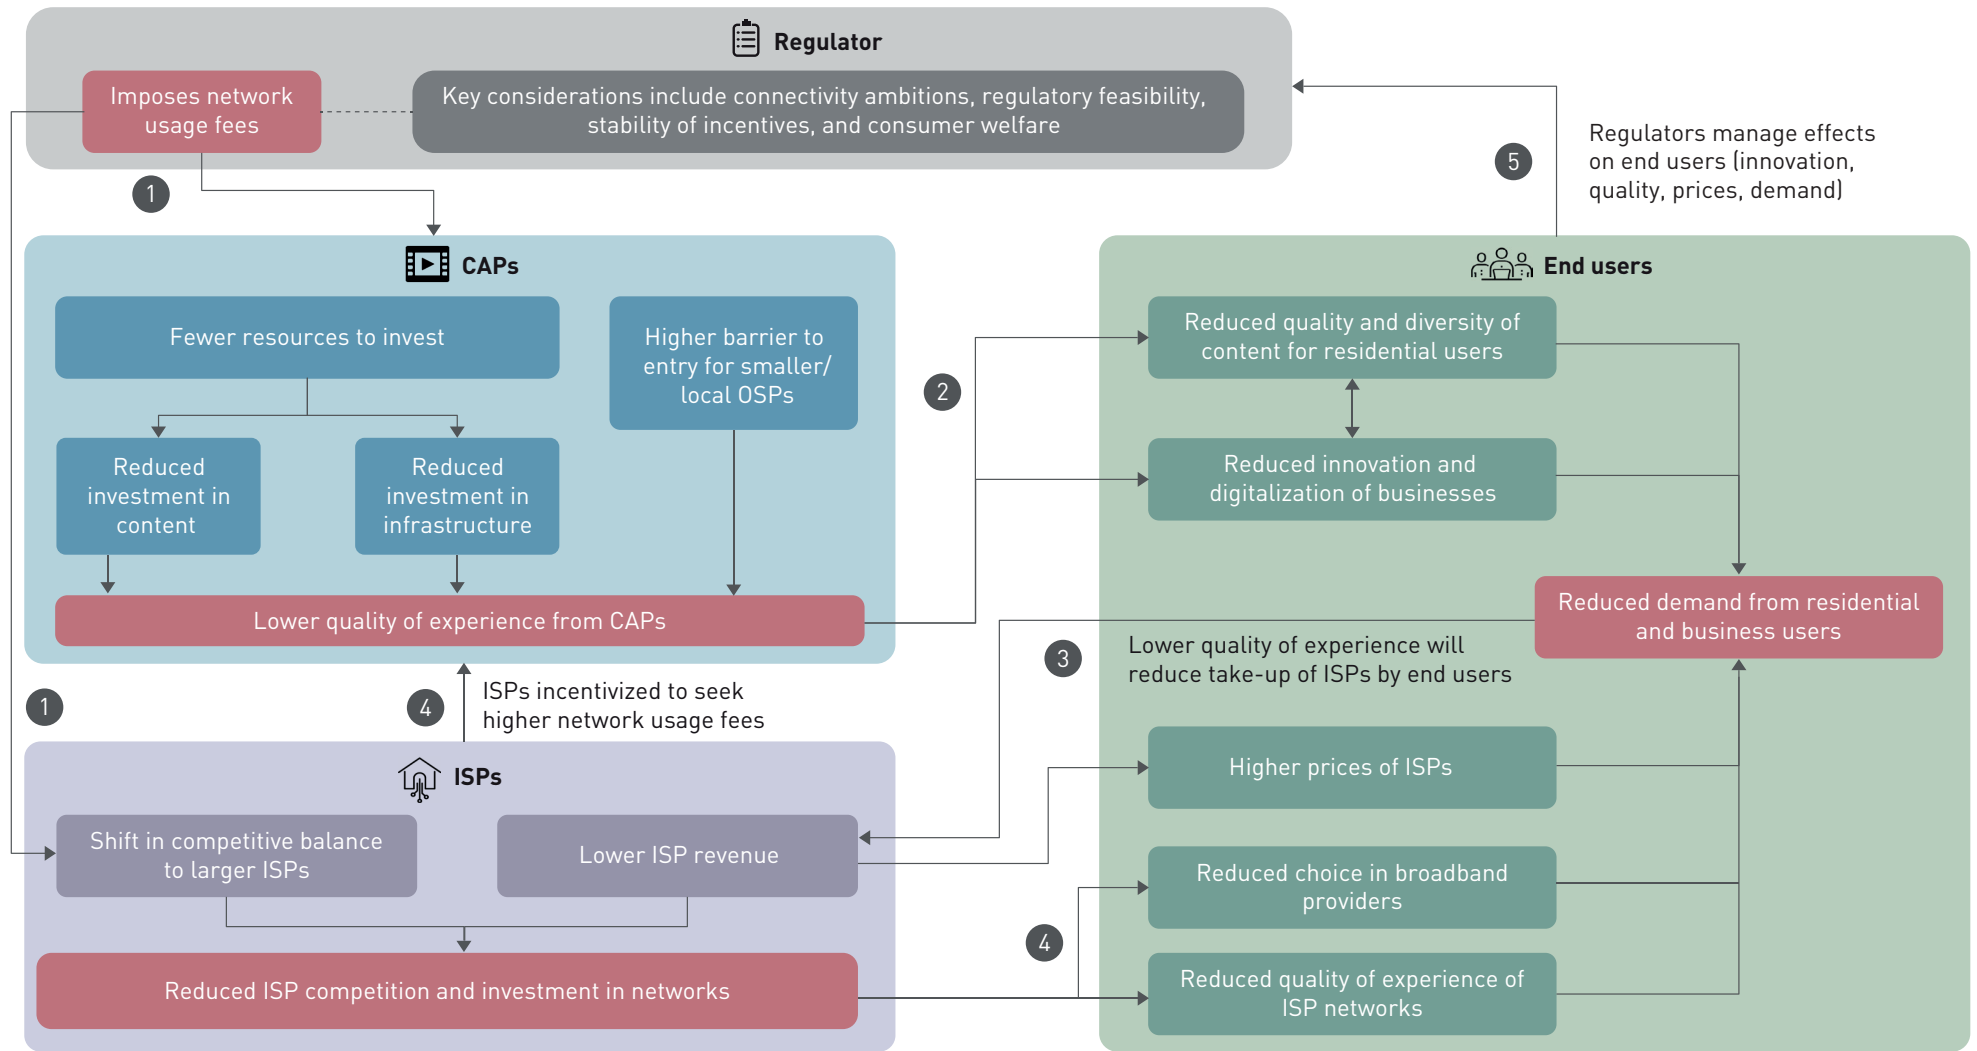 Regulator
Imposes network
usage fees
Key considerations include connectivity ambitions, regulatory feasibility,
stability of incentives, and consumer welfare
1
5
Regulators manage effects
on end users (innovation,
quality, prices, demand)
CAPs
Fewer resources to invest
Higher barrier to
entry for smaller/
local OSPs
Reduced
investment in
content
Reduced
investment in
infrastructure
Lower quality of experience from CAPs
2
End users
Reduced quality and diversity of
content for residential users
Reduced innovation and
digitalization of businesses
Reduced demand from residential
and business users
3
Lower quality of experience will
reduce take-up of ISPs by end users
1
4
ISPs incentivized to seek
higher network usage fees
ISPs
Shift in competitive balance
to larger ISPs
Lower ISP revenue
Reduced ISP competition and investment in networks
4
Higher prices of ISPs
Reduced choice in broadband
providers
Reduced quality of experience of
ISP networks